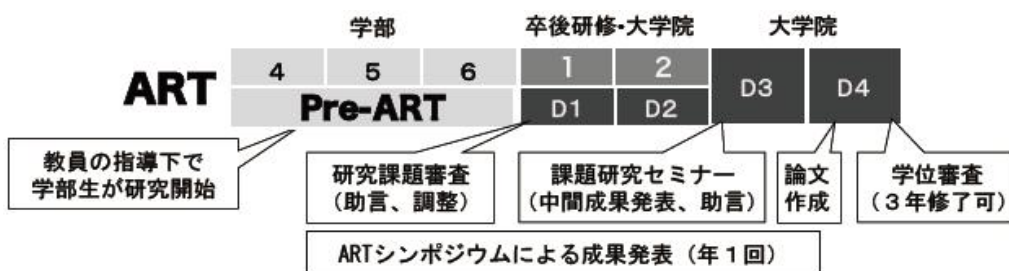 学部 卒後研修・大学院 大学院
ART 4 5 6 1 2 D3 D4
Pre-ART D1 D2
教員の指導下で
学部生が研究開始
研究課題審査
(助言、調整)
課題研究セミナー
(中間成果発表、助言)
論文
作成
学位審査
(3年修了可)
ARTシンポジウムによる成果発表(年1回)